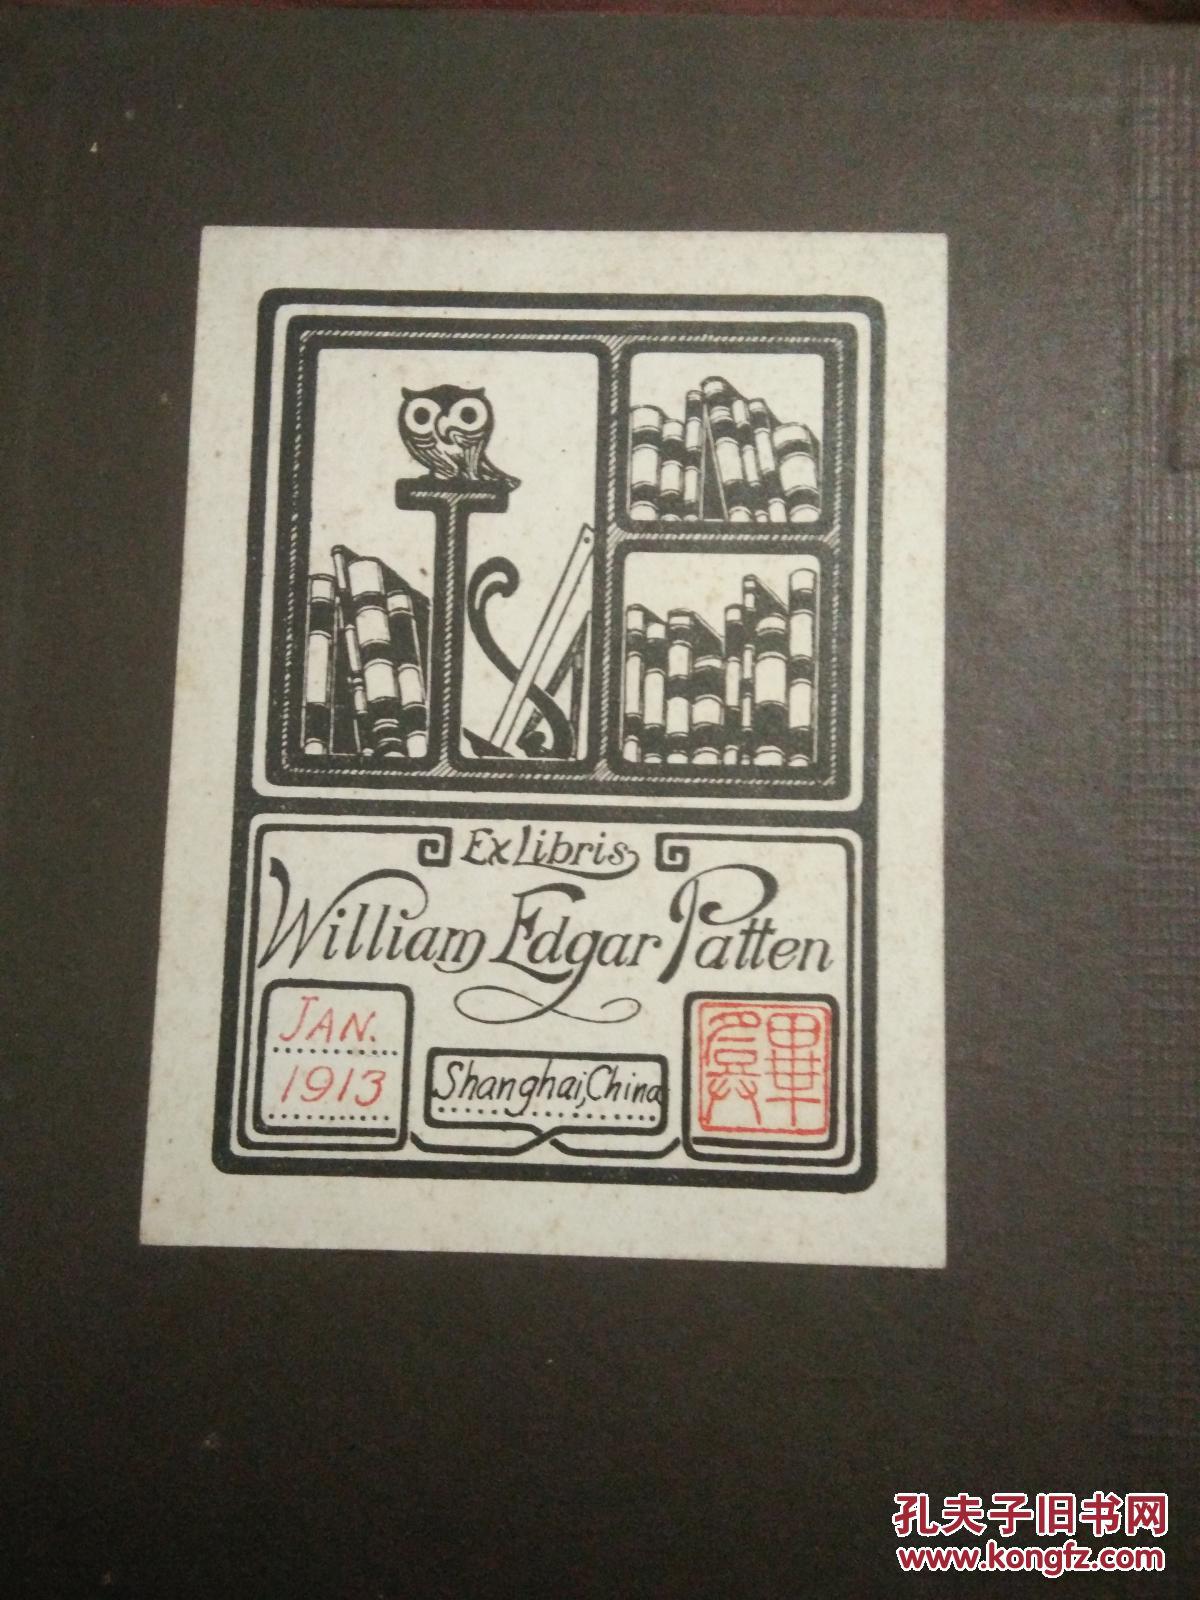 Ex Libris
William Edgar Patten
JAN.
1913
Shanghai, China
孔夫子旧书网
www.kongfz.com